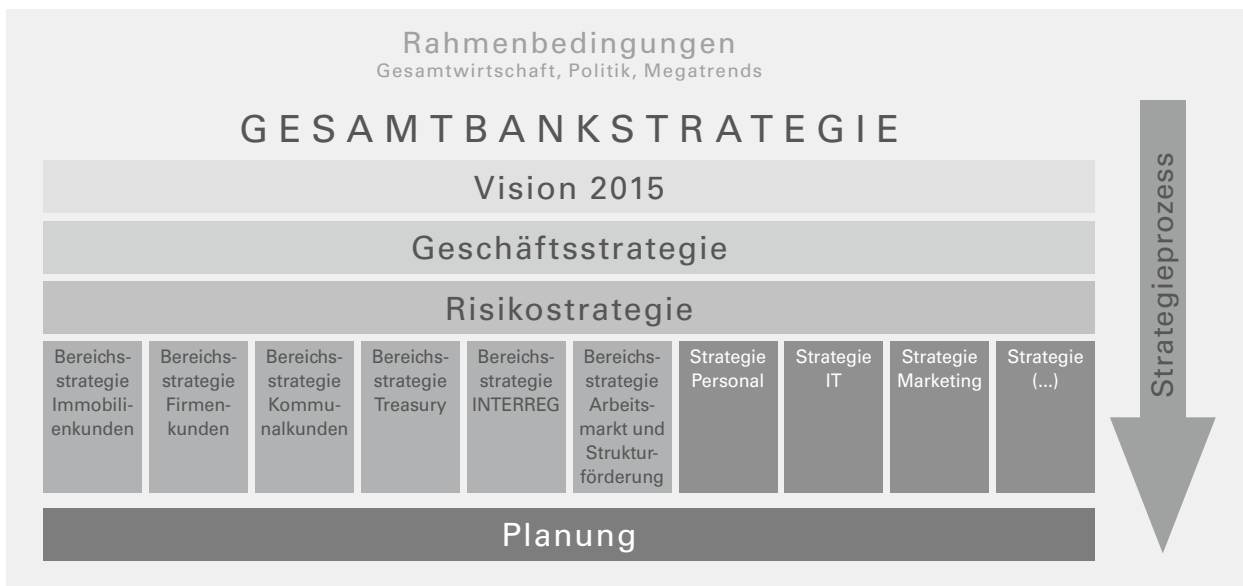 Rahmenbedingungen
Gesamtwirtschaft, Politik, Megatrends
GESAMTBANKSTRATEGIE
Vision 2015
Geschäftsstrategie
Risikostrategie
Bereichs-
strategie
Immobili-
enkunden
Bereichs-
strategie
Firmen-
kunden
Bereichs-
strategie
Kommu-
nalkunden
Bereichs-
strategie
Treasury
Bereichs-
strategie
INTERREG
Bereichs-
strategie
Arbeits-
markt und
Struktur-
förderung
Strategie
Personal
Strategie
IT
Strategie
Marketing
Strategie
(...)
Planung
Strategieprozess